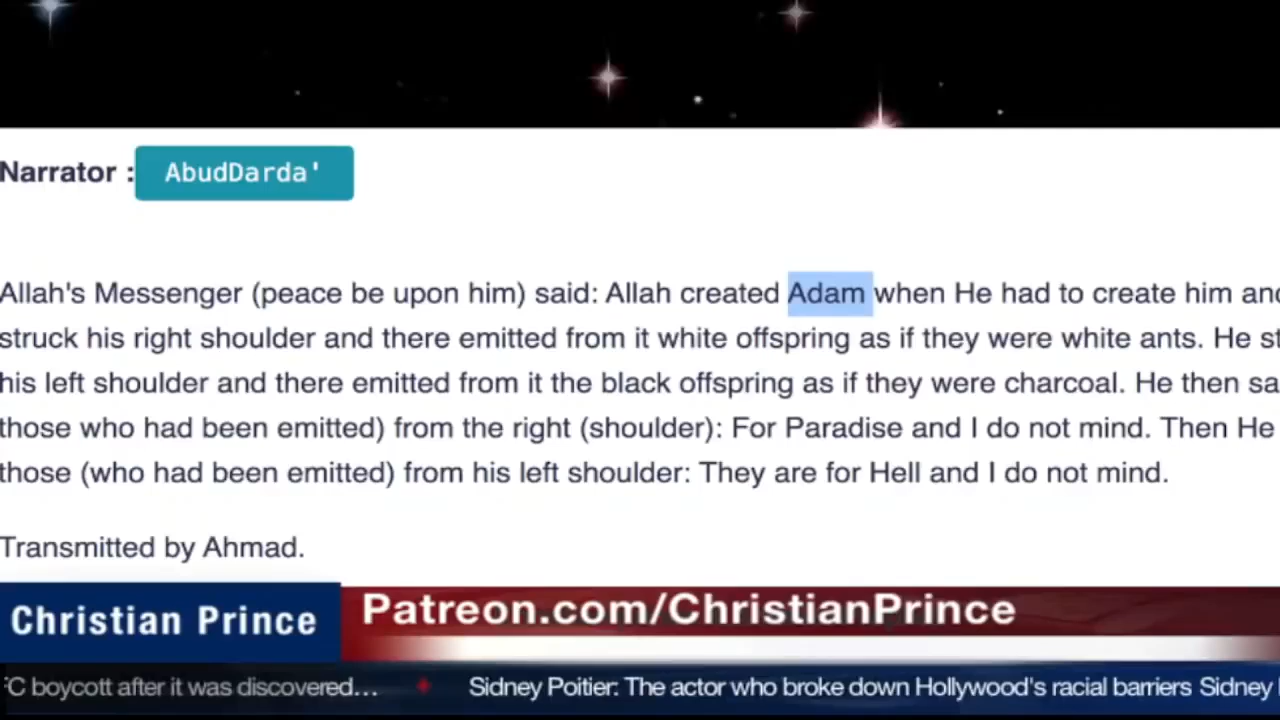 Narrator : AbudDarda'
Allah's Messenger (peace be upon him) said: Allah created Adam when He had to create him and
struck his right shoulder and there emitted from it white offspring as if they were white ants. He
his left shoulder and there emitted from it the black offspring as if they were charcoal. He then
those who had been emitted) from the right (shoulder): For Paradise and I do not mind. Then He
those (who had been emitted) from his left shoulder: They are for Hell and I do not mind.
Transmitted by Ahmad.
Christian Prince
Patreon.com/ChristianPrince
C boycott after it was discovered... Sidney Poitier: The actor who broke down Hollywood's racial barriers Sidney